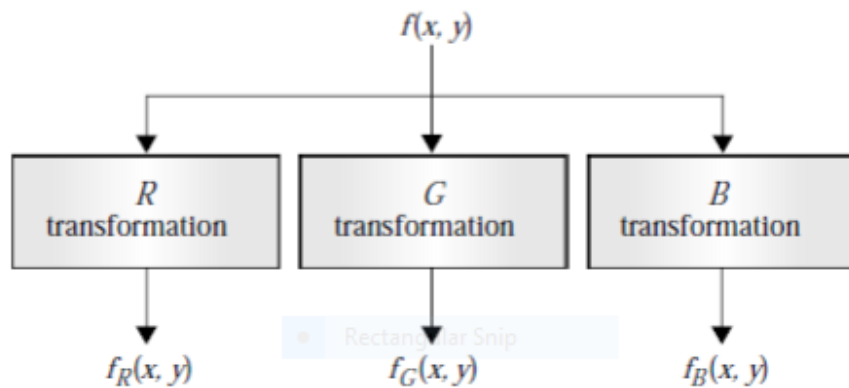 f(x, y)
R
transformation
G
transformation
B
transformation
Rectangular Snip
f_R(x, y)
f_G(x, y)
f_B(x, y)